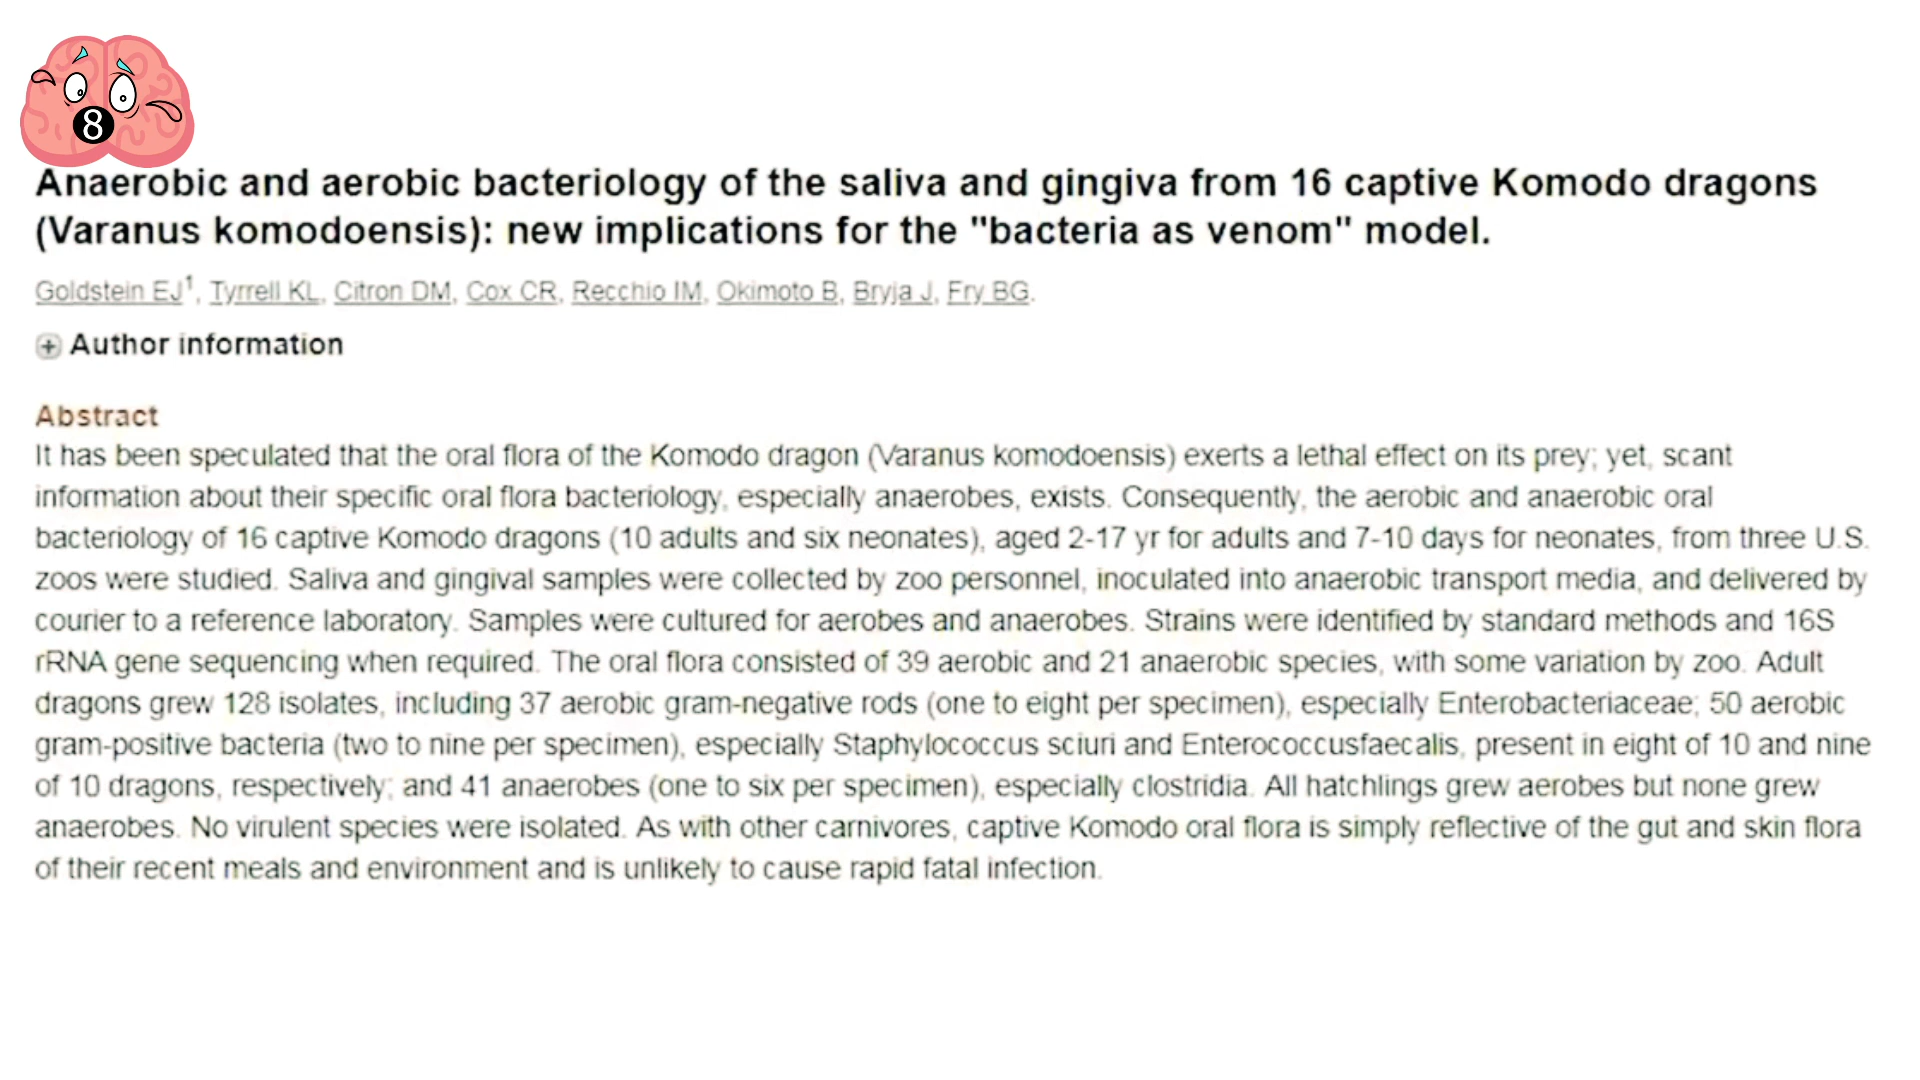 8
Anaerobic and aerobic bacteriology of the saliva and gingiva from 16 captive Komodo dragons
(Varanus komodoensis): new implications for the "bacteria as venom" model.
Goldstein EJ1, Tyrrell KL, Citron DM, Cox CR, Recchio IM, Okimoto B, Bryja J, Fry BG.
+ Author information
Abstract
It has been speculated that the oral flora of the Komodo dragon (Varanus komodoensis) exerts a lethal effect on its prey; yet, scant
information about their specific oral flora bacteriology, especially anaerobes, exists. Consequently, the aerobic and anaerobic oral
bacteriology of 16 captive Komodo dragons (10 adults and six neonates), aged 2-17 yr for adults and 7-10 days for neonates, from three U.S.
zoos were studied. Saliva and gingival samples were collected by zoo personnel, inoculated into anaerobic transport media, and delivered by
courier to a reference laboratory. Samples were cultured for aerobes and anaerobes. Strains were identified by standard methods and 16S
rRNA gene sequencing when required. The oral flora consisted of 39 aerobic and 21 anaerobic species, with some variation by zoo. Adult
dragons grew 128 isolates, including 37 aerobic gram-negative rods (one to eight per specimen), especially Enterobacteriaceae; 50 aerobic
gram-positive bacteria (two to nine per specimen), especially Staphylococcus sciuri and Enterococcusfaecalis, present in eight of 10 and nine
of 10 dragons, respectively; and 41 anaerobes (one to six per specimen), especially clostridia. All hatchlings grew aerobes but none grew
anaerobes. No virulent species were isolated. As with other carnivores, captive Komodo oral flora is simply reflective of the gut and skin flora
of their recent meals and environment and is unlikely to cause rapid fatal infection.